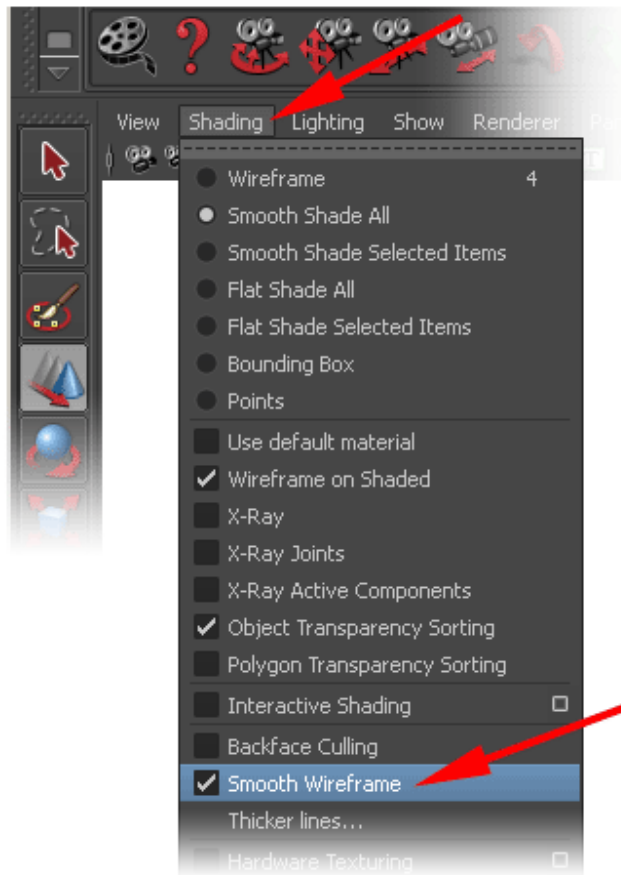 View Shading Lighting Show Renderer
Wireframe 4
Smooth Shade All
Smooth Shade Selected Items
Flat Shade All
Flat Shade Selected Items
Bounding Box
Points
Use default material
Wireframe on Shaded
X-Ray
X-Ray Joints
X-Ray Active Components
Object Transparency Sorting
Polygon Transparency Sorting
Interactive Shading
Backface Culling
Smooth Wireframe
Thicker lines...
Hardware Texturing